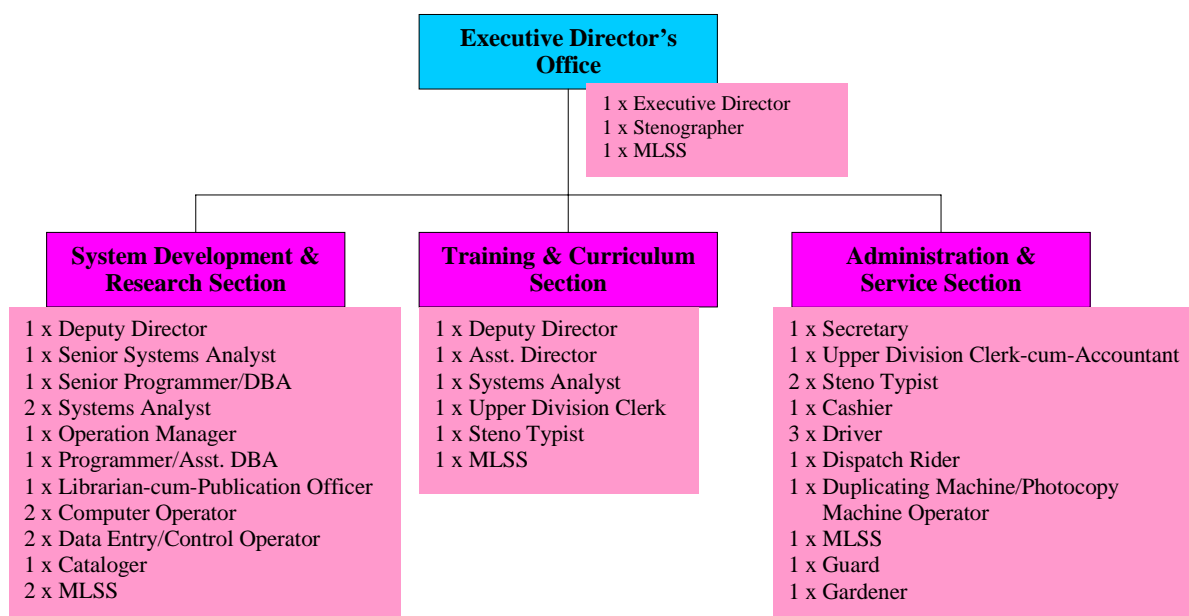 Executive Director’s
Office
1 x Executive Director
1 x Stenographer
1 x MLSS
System Development &
Research Section
1 x Deputy Director
1 x Senior Systems Analyst
1 x Senior Programmer/DBA
2 x Systems Analyst
1 x Operation Manager
1 x Programmer/Asst. DBA
1 x Librarian-cum-Publication Officer
2 x Computer Operator
2 x Data Entry/Control Operator
1 x Cataloger
2 x MLSS
Training & Curriculum
Section
1 x Deputy Director
1 x Asst. Director
1 x Systems Analyst
1 x Upper Division Clerk
1 x Steno Typist
1 x MLSS
Administration &
Service Section
1 x Secretary
1 x Upper Division Clerk-cum-Accountant
2 x Steno Typist
1 x Cashier
3 x Driver
1 x Dispatch Rider
1 x Duplicating Machine/Photocopy
Machine Operator
1 x MLSS
1 x Guard
1 x Gardener